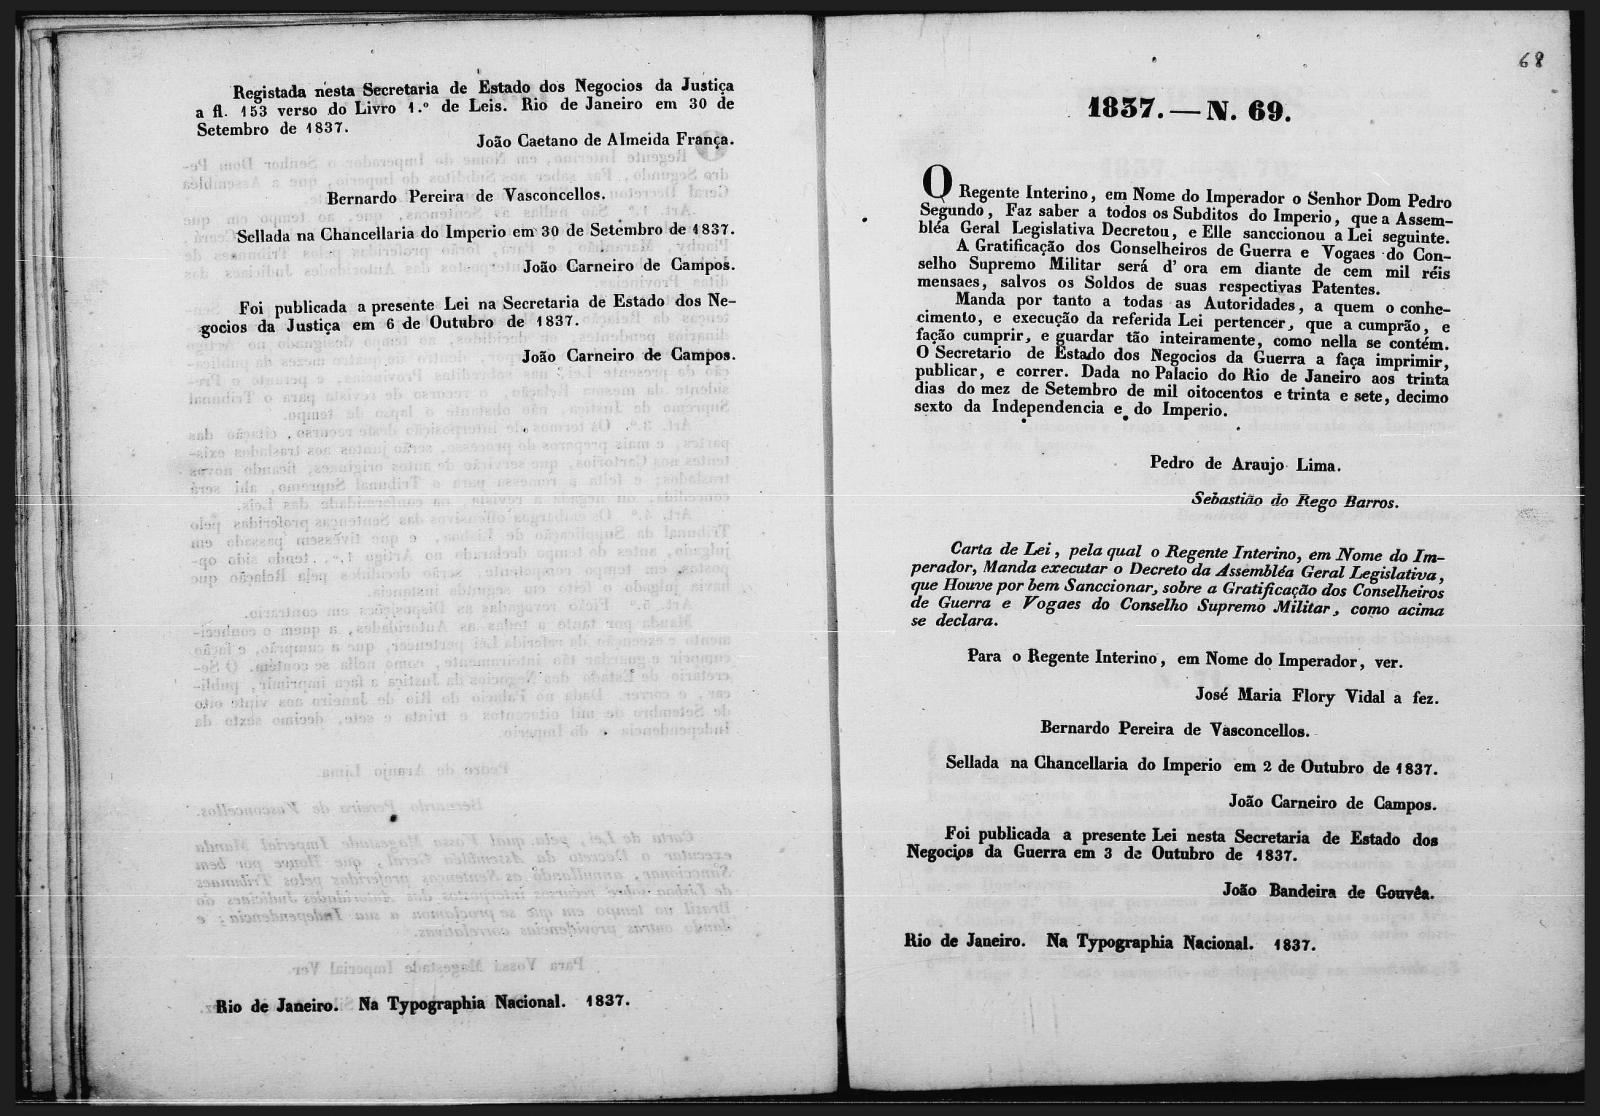 Registada nesta Secretaria de Estado dos Negocios da Justiça
a fl. 153 verso do Livro 1.º de Leis. Rio de Janeiro em 30 de
Setembro de 1837.
João Caetano de Almeida França.
Bernardo Pereira de Vasconcellos.
Sellada na Chancellaria do Imperio em 30 de Setembro de 1837.
João Carneiro de Campos.
Foi publicada a presente Lei na Secretaria de Estado dos Ne-
gocios da Justiça em 6 de Outubro de 1837.
João Carneiro de Campos.
Rio de Janeiro. Na Typographia Nacional. 1837.
68
1837. — N. 69.
O Regente Interino, em Nome do Imperador o Senhor Dom Pedro
Segundo, Faz saber a todos os Subditos do Imperio, que a Assem-
bléa Geral Legislativa Decretou, e Elle sanccionou a Lei seguinte.
A Gratificação dos Conselheiros de Guerra e Vogaes do Con-
selho Supremo Militar será d' ora em diante de cem mil réis
mensaes, salvos os Soldos de suas respectivas Patentes.
Manda por tanto a todas as Autoridades, a quem o conhe-
cimento, e execução da referida Lei pertencer, que a cumprão, e
fação cumprir, e guardar tão inteiramente, como nella se contém.
O Secretario de Estado dos Negocios da Guerra a faça imprimir,
publicar, e correr. Dada no Palacio do Rio de Janeiro aos trinta
dias do mez de Setembro de mil oitocentos e trinta e sete, decimo
sexto da Independencia e do Imperio.
Pedro de Araujo Lima.
Sebastião do Rego Barros.
Carta de Lei, pela qual o Regente Interino, em Nome do Im-
perador, Manda executar o Decreto da Assembléa Geral Legislativa,
que Houve por bem Sanccionar, sobre a Gratificação dos Conselheiros
de Guerra e Vogaes do Conselho Supremo Militar, como acima
se declara.
Para o Regente Interino, em Nome do Imperador, ver.
José Maria Flory Vidal a fez.
Bernardo Pereira de Vasconcellos.
Sellada na Chancellaria do Imperio em 2 de Outubro de 1837.
João Carneiro de Campos.
Foi publicada a presente Lei nesta Secretaria de Estado dos
Negocios da Guerra em 3 de Outubro de 1837.
João Bandeira de Gouvêa.
Rio de Janeiro. Na Typographia Nacional. 1837.